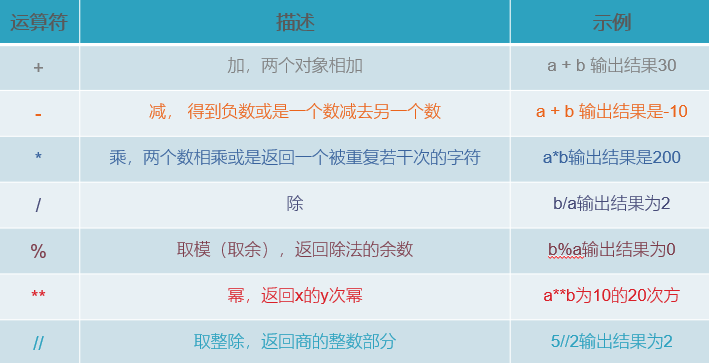 运算符 描述 示例
+ 加，两个对象相加 a + b 输出结果30
- 减， 得到负数或是一个数减去另一个数 a + b 输出结果是-10
* 乘，两个数相乘或是返回一个被重复若干次的字符 a*b输出结果是200
/ 除 b/a输出结果为2
% 取模（取余），返回除法的余数 b%a输出结果为0
** 幂，返回x的y次幂 a**b为10的20次方
// 取整除，返回商的整数部分 5//2输出结果为2